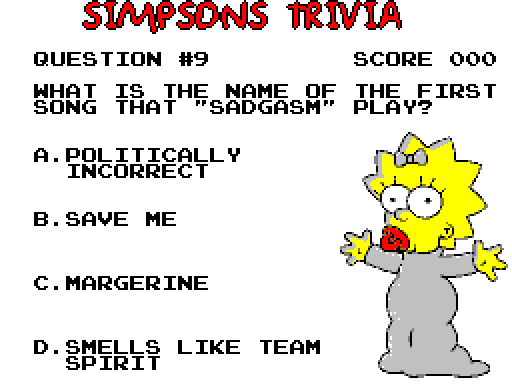 SIMPSONS TRIVIA
QUESTION #9 SCORE 000
WHAT IS THE NAME OF THE FIRST
SONG THAT "SADGASM" PLAY?
A.POLITICALLY
INCORRECT
B.SAVE ME
C.MARGERINE
D.SMELLS LIKE TEAM
SPIRIT